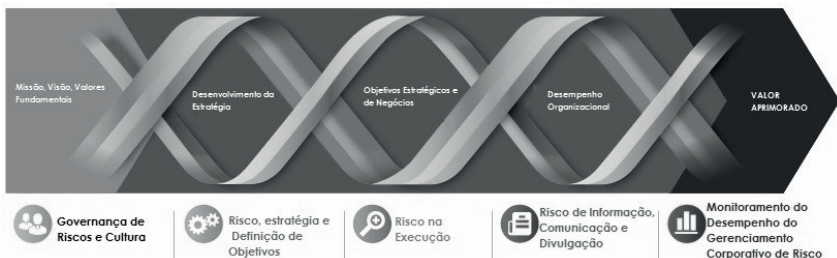 Missão, Visão, Valores
Fundamentais
Desenvolvimento da
Estratégia
Objetivos Estratégicos e
de Negócios
Desempenho
Organizacional
VALOR
APRIMORADO
Governança de
Riscos e Cultura
Risco, estratégia e
Definição de
Objetivos
Risco na
Execução
Risco de Informação,
Comunicação e
Divulgação
Monitoramento do
Desempenho do
Gerenciamento
Corporativo de Risco